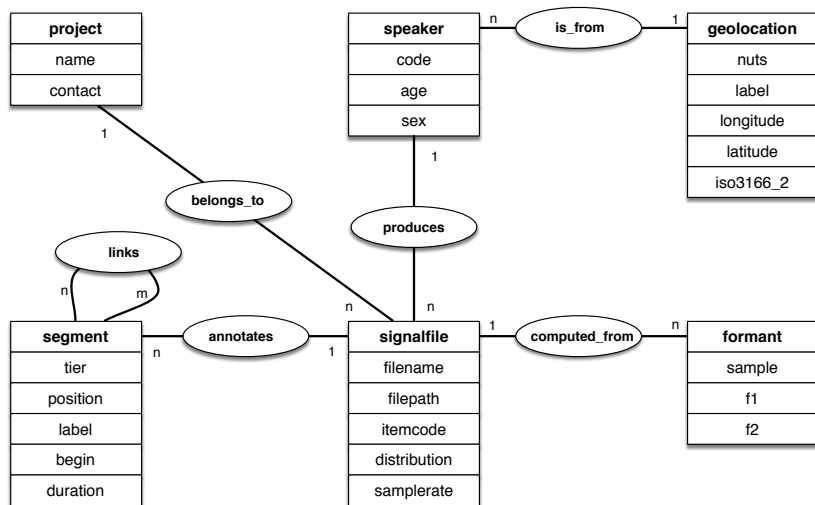 project
name
contact
1
speaker
code
age
sex
1
n
is_from
1
geolocation
nuts
label
longitude
latitude
iso3166_2
belongs_to
n
produces
n
links
n
m
segment
tier
position
label
begin
duration
n
annotates
1
signalfile
filename
filepath
itemcode
distribution
samplerate
1
computed_from
n
formant
sample
f1
f2